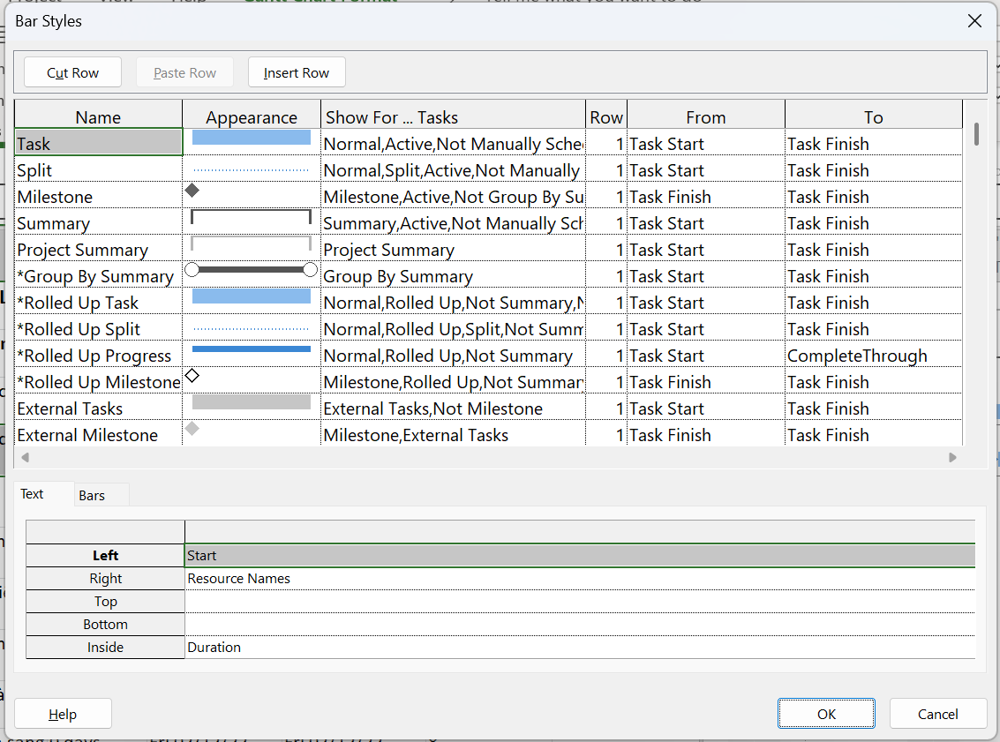 Bar Styles
Cut Row Paste Row Insert Row
Name Appearance Show For ... Tasks Row From To
Task Normal,Active,Not Manually Sche 1 Task Start Task Finish
Split Normal,Split,Active,Not Manually 1 Task Start Task Finish
Milestone Milestone,Active,Not Group By Su 1 Task Finish Task Finish
Summary Summary,Active,Not Manually Sch 1 Task Start Task Finish
Project Summary Project Summary 1 Task Start Task Finish
*Group By Summary Group By Summary 1 Task Start Task Finish
*Rolled Up Task Normal,Rolled Up,Not Summary,N 1 Task Start Task Finish
*Rolled Up Split Normal,Rolled Up,Split,Not Summ 1 Task Start Task Finish
*Rolled Up Progress Normal,Rolled Up,Not Summary 1 Task Start CompleteThrough
*Rolled Up Milestone Milestone,Rolled Up,Not Summar 1 Task Finish Task Finish
External Tasks External Tasks,Not Milestone 1 Task Start Task Finish
External Milestone Milestone,External Tasks 1 Task Finish Task Finish
Text Bars
Left Start
Right Resource Names
Top
Bottom
Inside Duration
Help OK Cancel